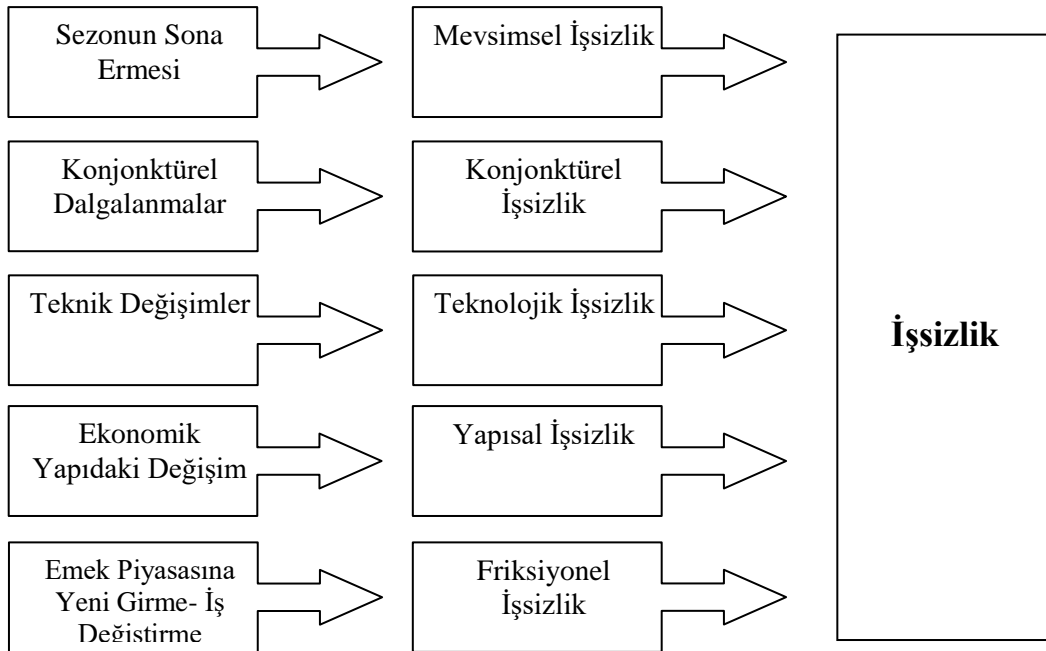 Sezonun Sona
Ermesi
Mevsimsel İşsizlik
Konjonktürel
Dalgalanmalar
Konjonktürel
İşsizlik
Teknik Değişimler
Teknolojik İşsizlik
İşsizlik
Ekonomik
Yapıdaki Değişim
Yapısal İşsizlik
Emek Piyasasına
Yeni Girme- İş
Değiştirme
Friksiyonel
İşsizlik